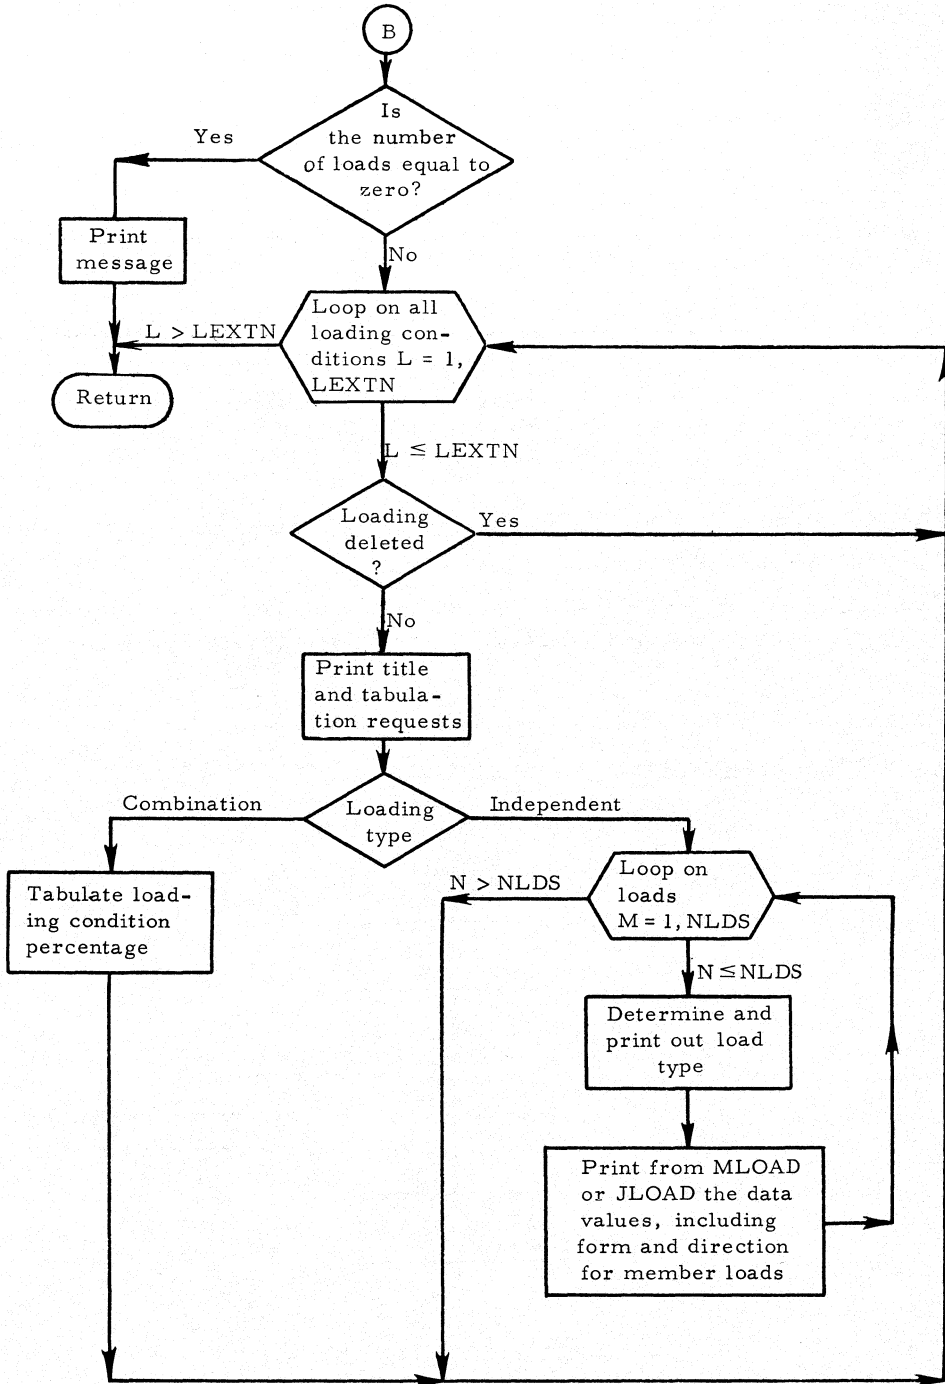 B
Is
the number
of loads equal to
zero?
Yes
Print
message
No
Loop on all
loading con-
ditions L = 1,
LEXTN
L > LEXTN
Return
L ≤ LEXTN
Loading
deleted
?
Yes
No
Print title
and tabula-
tion requests
Combination
Loading
type
Independent
Tabulate load-
ing condition
percentage
N > NLDS
Loop on
loads
M = 1, NLDS
N ≤ NLDS
Determine and
print out load
type
Print from MLOAD
or JLOAD the data
values, including
form and direction
for member loads